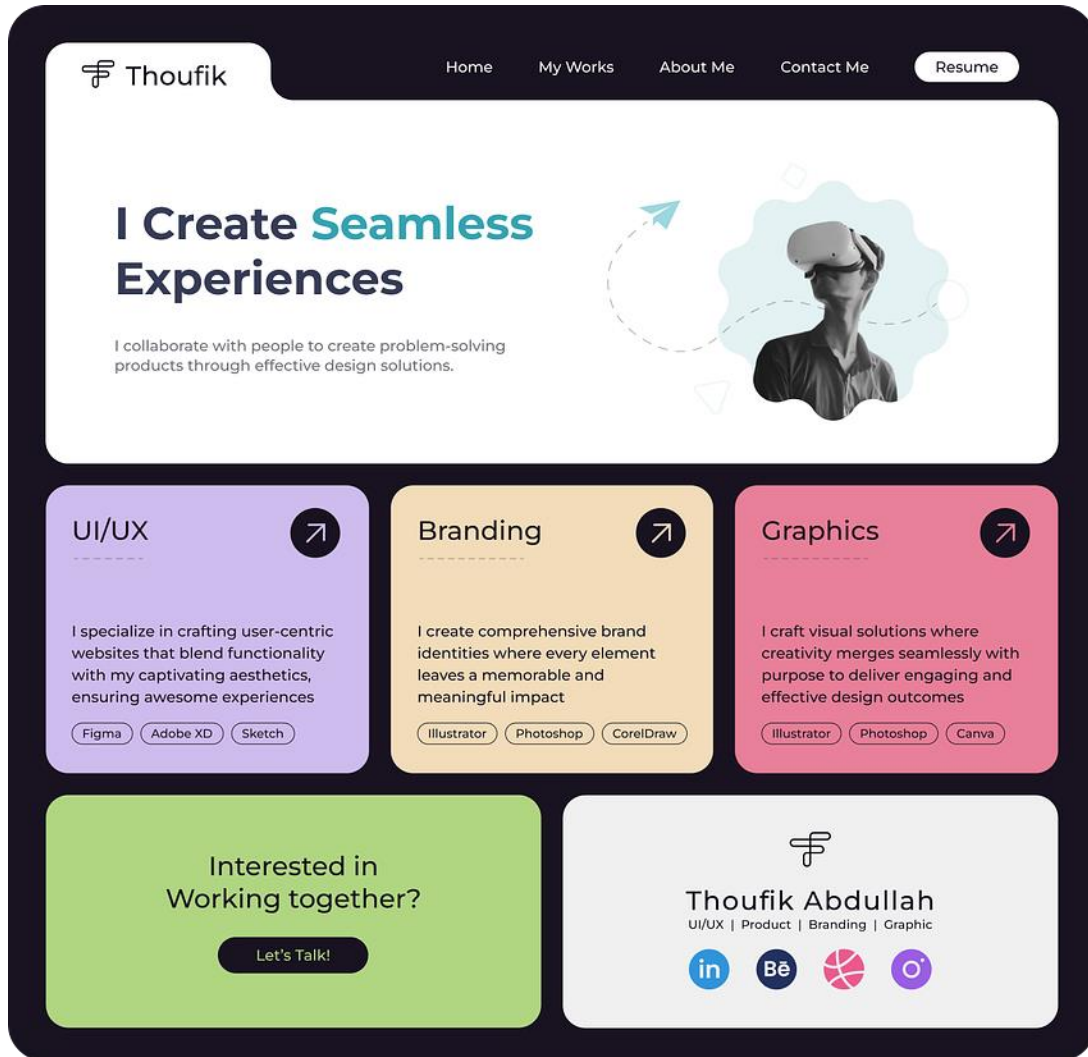 Thoufik
Home
My Works
About Me
Contact Me
Resume
I Create Seamless
Experiences
I collaborate with people to create problem-solving
products through effective design solutions.
UI/UX
I specialize in crafting user-centric
websites that blend functionality
with my captivating aesthetics,
ensuring awesome experiences
Figma
Adobe XD
Sketch
Branding
I create comprehensive brand
identities where every element
leaves a memorable and
meaningful impact
Illustrator
Photoshop
CorelDraw
Graphics
I craft visual solutions where
creativity merges seamlessly with
purpose to deliver engaging and
effective design outcomes
Illustrator
Photoshop
Canva
Interested in
Working together?
Let's Talk!
Thoufik Abdullah
UI/UX | Product | Branding | Graphic
in
Bē